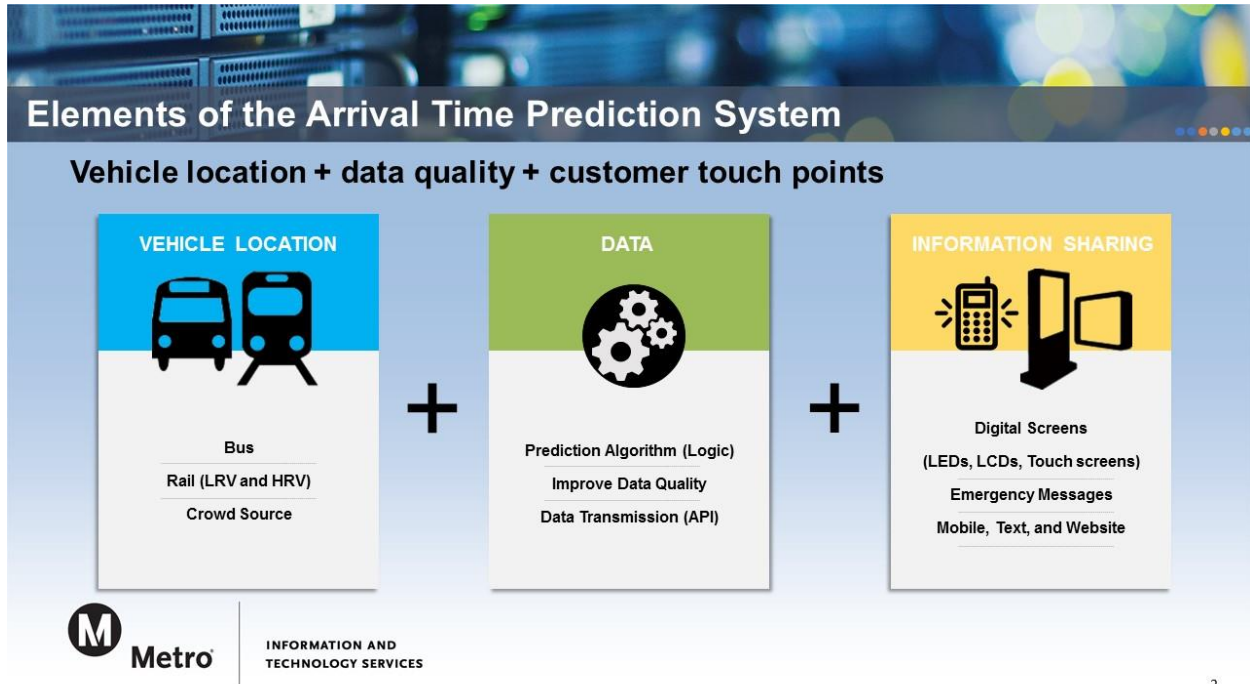 Elements of the Arrival Time Prediction System
Vehicle location + data quality + customer touch points
VEHICLE LOCATION
Bus
Rail (LRV and HRV)
Crowd Source
+
DATA
Prediction Algorithm (Logic)
Improve Data Quality
Data Transmission (API)
+
INFORMATION SHARING
Digital Screens
(LEDs, LCDs, Touch screens)
Emergency Messages
Mobile, Text, and Website
M
Metro
INFORMATION AND
TECHNOLOGY SERVICES